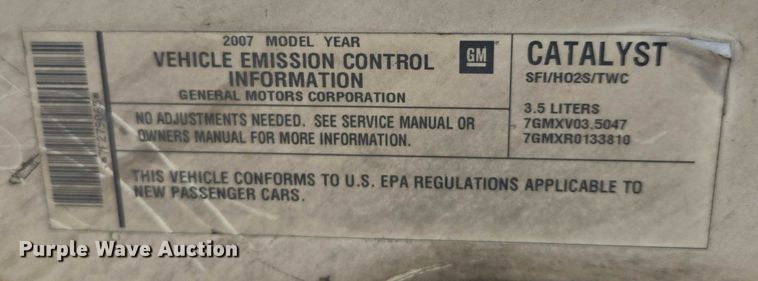 2007 MODEL YEAR
VEHICLE EMISSION CONTROL
INFORMATION
GENERAL MOTORS CORPORATION
GM
NO ADJUSTMENTS NEEDED. SEE SERVICE MANUAL OR
OWNERS MANUAL FOR MORE INFORMATION.
THIS VEHICLE CONFORMS TO U.S. EPA REGULATIONS APPLICABLE TO
NEW PASSENGER CARS.
CATALYST
SFI/HO2S/TWC
3.5 LITERS
7GMXV03.5047
7GMXR0133810
Purple Wave Auction